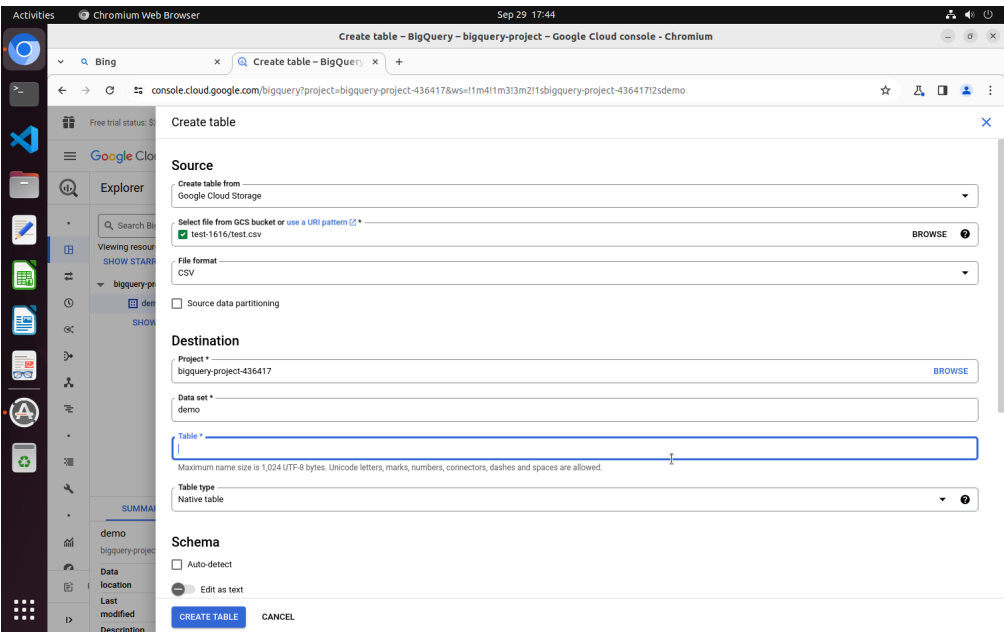 Activities
Chromium Web Browser
Sep 29 17:44
Create table – BigQuery – bigquery-project – Google Cloud console - Chromium
Bing
Create table – BigQuery
console.cloud.google.com/bigquery?project=bigquery-project-436417&ws=!1m4!1m3!3m2!1sbigquery-project-436417!2sdemo
Free trial status: $
Create table
Google Clo
Source
Create table from
Google Cloud Storage
Explorer
Select file from GCS bucket or use a URI pattern *
test-1616/test.csv
BROWSE
Search Bi
Viewing resour
SHOW STARR
File format
CSV
bigquery-pr
dem
Source data partitioning
SHOW
Destination
Project *
bigquery-project-436417
BROWSE
Data set *
demo
Table *
Maximum name size is 1,024 UTF-8 bytes. Unicode letters, marks, numbers, connectors, dashes and spaces are allowed.
Table type
Native table
SUMMA
demo
bigquery-projec
Schema
Auto-detect
Data
location
Edit as text
Last
modified
CREATE TABLE
CANCEL
Description